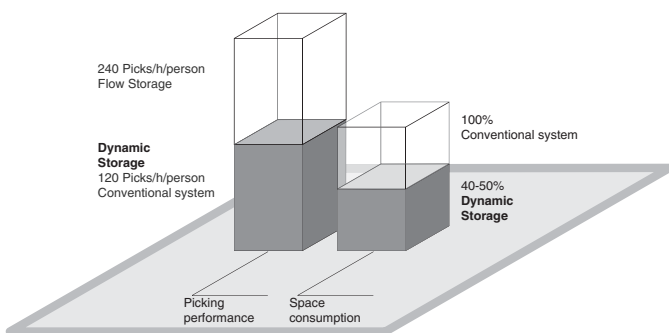 240 Picks/h/person
Flow Storage
Dynamic
Storage
120 Picks/h/person
Conventional system
100%
Conventional system
40-50%
Dynamic
Storage
Picking
performance
Space
consumption